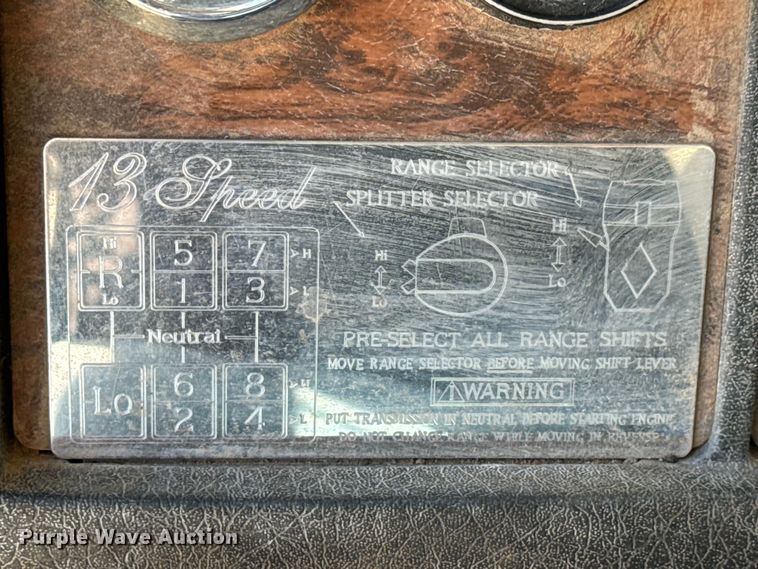 13 Speed
RANGE SELECTOR
SPLITTER SELECTOR
Hi
R
Lo
5
7
H
1
3
L
Neutral
Lo
6
8
H
2
4
L
Hi
Lo
Hi
Lo
PRE-SELECT ALL RANGE SHIFTS
MOVE RANGE SELECTOR BEFORE MOVING SHIFT LEVER
WARNING
PUT TRANSMISSION IN NEUTRAL BEFORE STARTING ENGINE
DO NOT CHANGE RANGE WHILE MOVING IN REVERSE
Purple Wave Auction